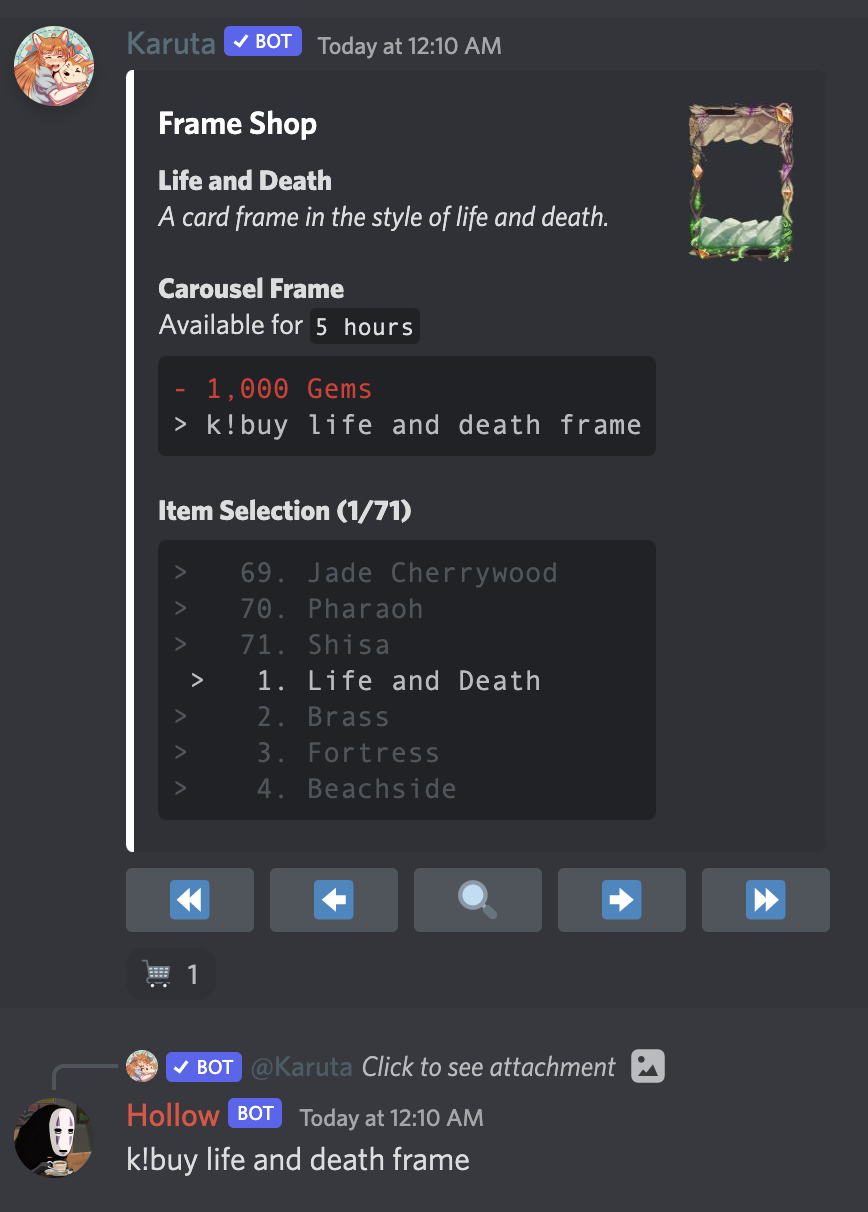 Karuta ✓ BOT Today at 12:10 AM
Frame Shop
Life and Death
A card frame in the style of life and death.
Carousel Frame
Available for 5 hours
- 1,000 Gems
> k!buy life and death frame
Item Selection (1/71)
> 69. Jade Cherrywood
> 70. Pharaoh
> 71. Shisa
> 1. Life and Death
> 2. Brass
> 3. Fortress
> 4. Beachside
1
✓ BOT @Karuta Click to see attachment
Hollow BOT Today at 12:10 AM
k!buy life and death frame